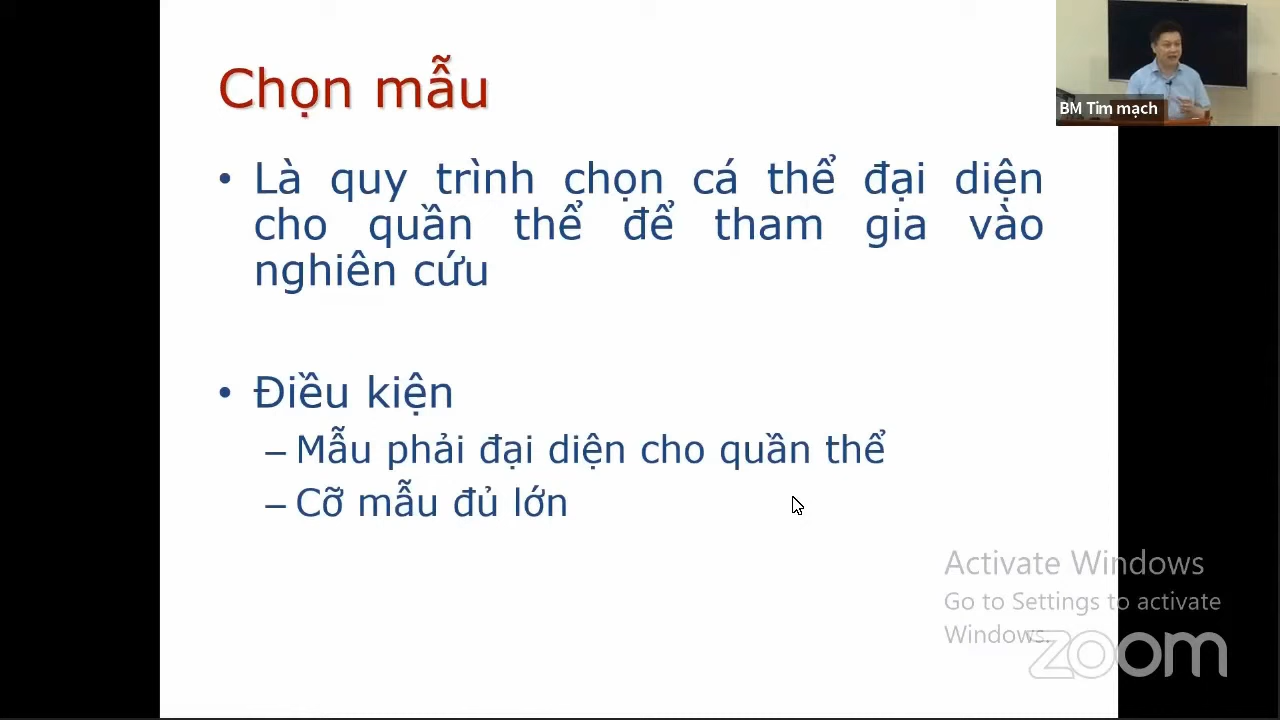 Chọn mẫu
BM Tim mạch
• Là quy trình chọn cá thể đại diện
cho quần thể để tham gia vào
nghiên cứu
• Điều kiện
– Mẫu phải đại diện cho quần thể
– Cỡ mẫu đủ lớn
Activate Windows
Go to Settings to activate
Windows.
zoom